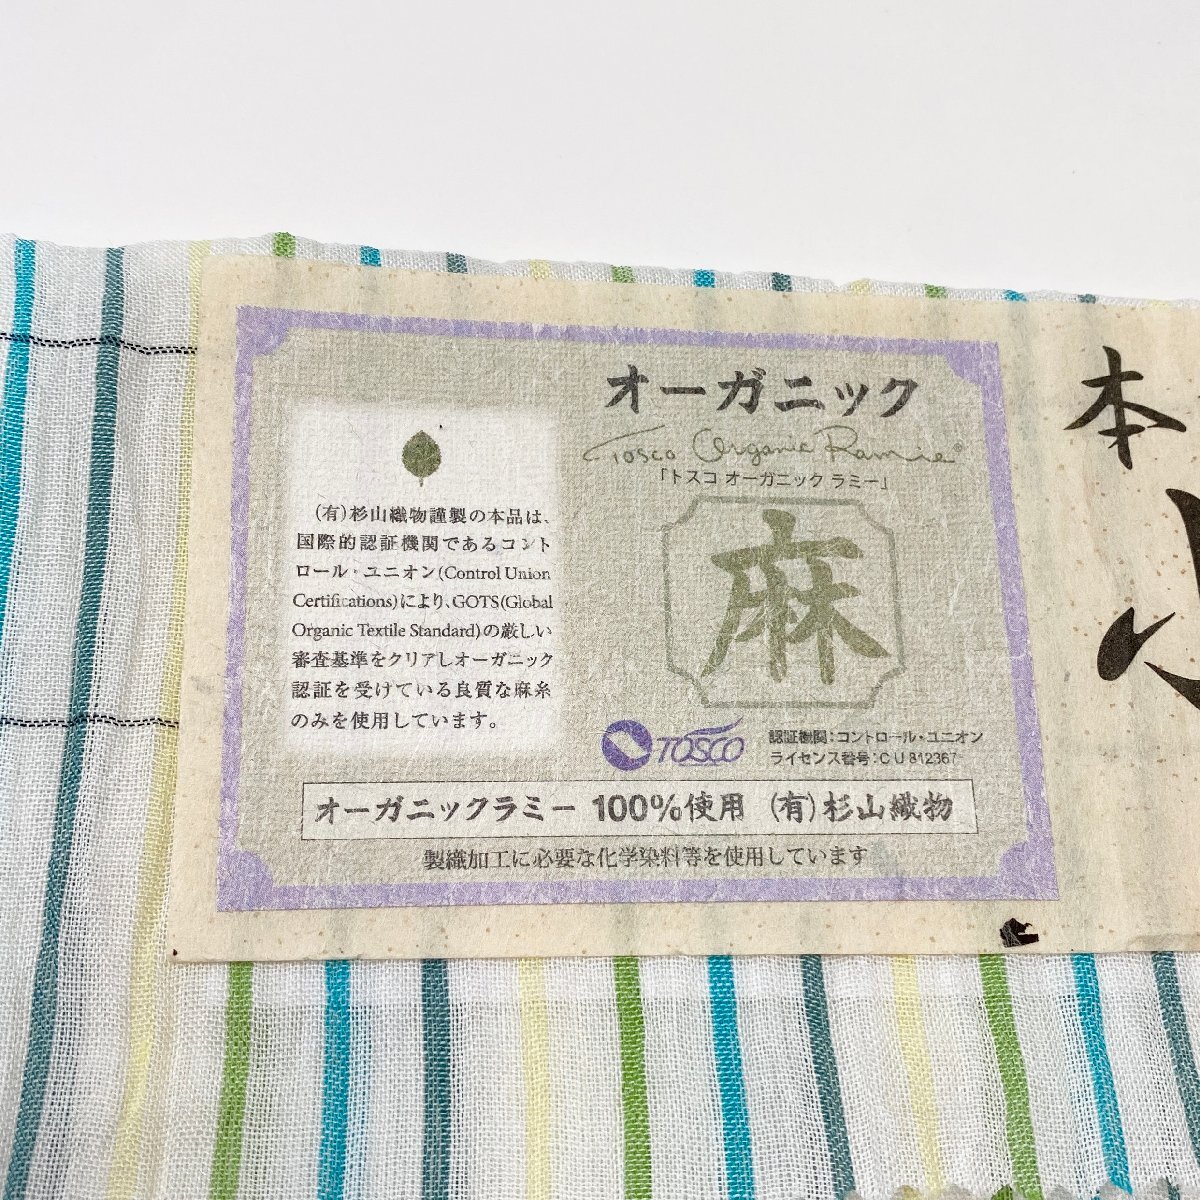 オーガニック
Tosco Organic Ramie®
「トスコ オーガニック ラミー」
麻
(有)杉山織物謹製の本品は、
国際的認証機関であるコント
ロール・ユニオン(Control Union
Certifications)により、GOTS(Global
Organic Textile Standard)の厳しい
審査基準をクリアしオーガニック
認証を受けている良質な麻糸
のみを使用しています。
TOSCO
認証機関:コントロール・ユニオン
ライセンス番号:CU812367
オーガニックラミー 100%使用 (有)杉山織物
製織加工に必要な化学染料等を使用しています
本